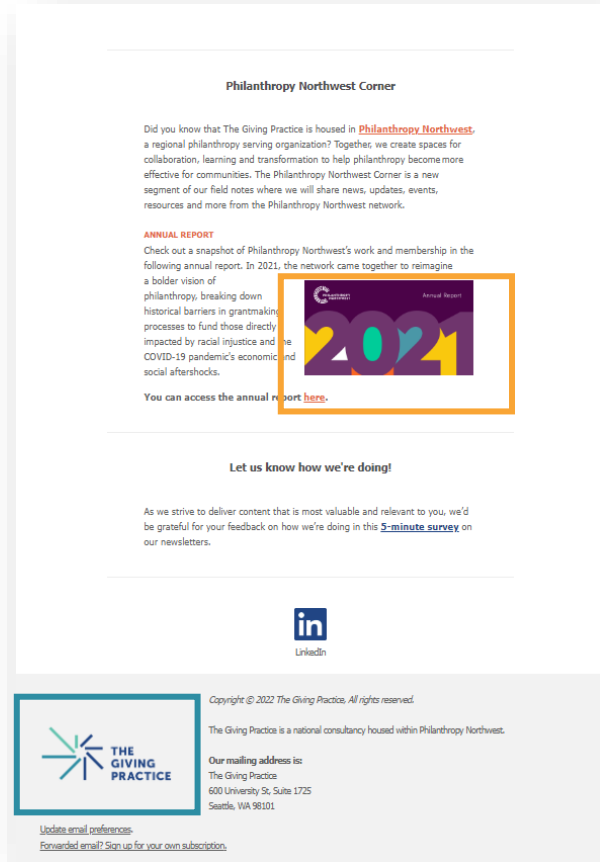 Philanthropy Northwest Corner
Did you know that The Giving Practice is housed in Philanthropy Northwest,
a regional philanthropy serving organization? Together, we create spaces for
collaboration, learning and transformation to help philanthropy become more
effective for communities. The Philanthropy Northwest Corner is a new
segment of our field notes where we will share news, updates, events,
resources and more from the Philanthropy Northwest network.
ANNUAL REPORT
Check out a snapshot of Philanthropy Northwest's work and membership in the
following annual report. In 2021, the network came together to reimagine
a bolder vision of
philanthropy, breaking down
historical barriers in grantmaking
processes to fund those directly
impacted by racial injustice and the
COVID-19 pandemic's economic and
social aftershocks.
PHILANTHROPY
NORTHWEST
Annual Report
2021
You can access the annual report here.
Let us know how we're doing!
As we strive to deliver content that is most valuable and relevant to you, we'd
be grateful for your feedback on how we're doing in this 5-minute survey on
our newsletters.
in
LinkedIn
THE
GIVING
PRACTICE
Copyright © 2022 The Giving Practice, All rights reserved.
The Giving Practice is a national consultancy housed within Philanthropy Northwest.
Our mailing address is:
The Giving Practice
600 University St, Suite 1725
Seattle, WA 98101
Update email preferences.
Forwarded email? Sign up for your own subscription.